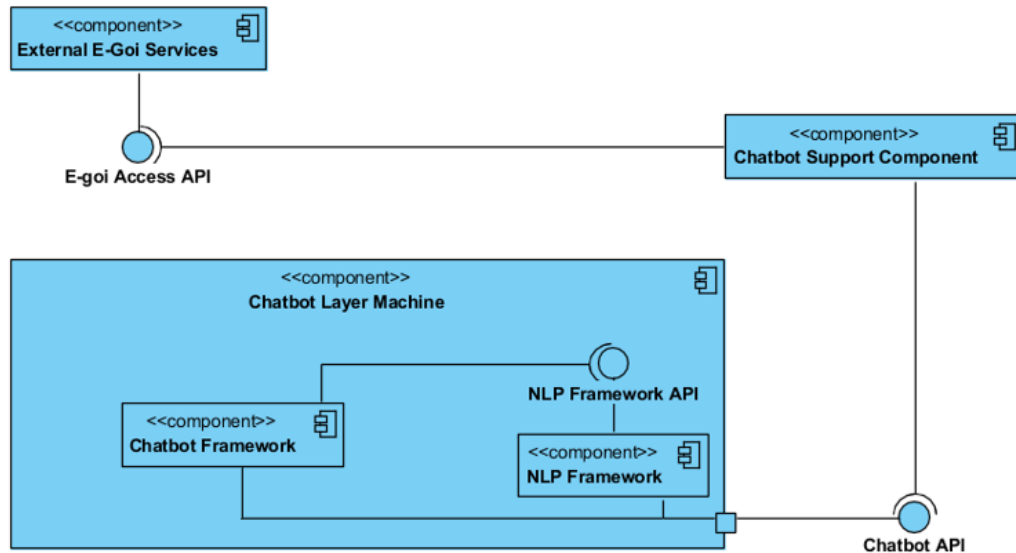 <<component>>
External E-Goi Services
E-goi Access API
<<component>>
Chatbot Support Component
<<component>>
Chatbot Layer Machine
NLP Framework API
<<component>>
Chatbot Framework
<<component>>
NLP Framework
Chatbot API